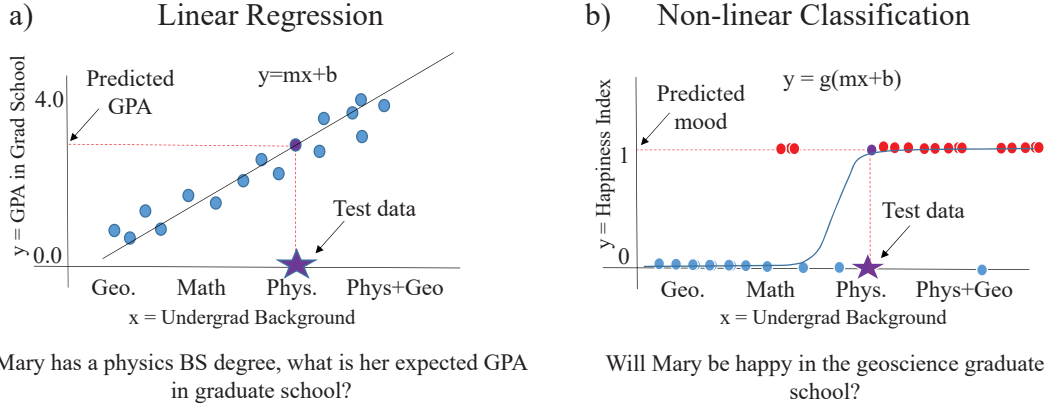 a) Linear Regression
y = GPA in Grad School
4.0
0.0
Predicted
GPA
y=mx+b
Test data
Geo. Math Phys. Phys+Geo
x = Undergrad Background
Mary has a physics BS degree, what is her expected GPA
in graduate school?
b) Non-linear Classification
y = Happiness Index
1
0
Predicted
mood
y = g(mx+b)
Test data
Geo. Math Phys. Phys+Geo
x = Undergrad Background
Will Mary be happy in the geoscience graduate
school?